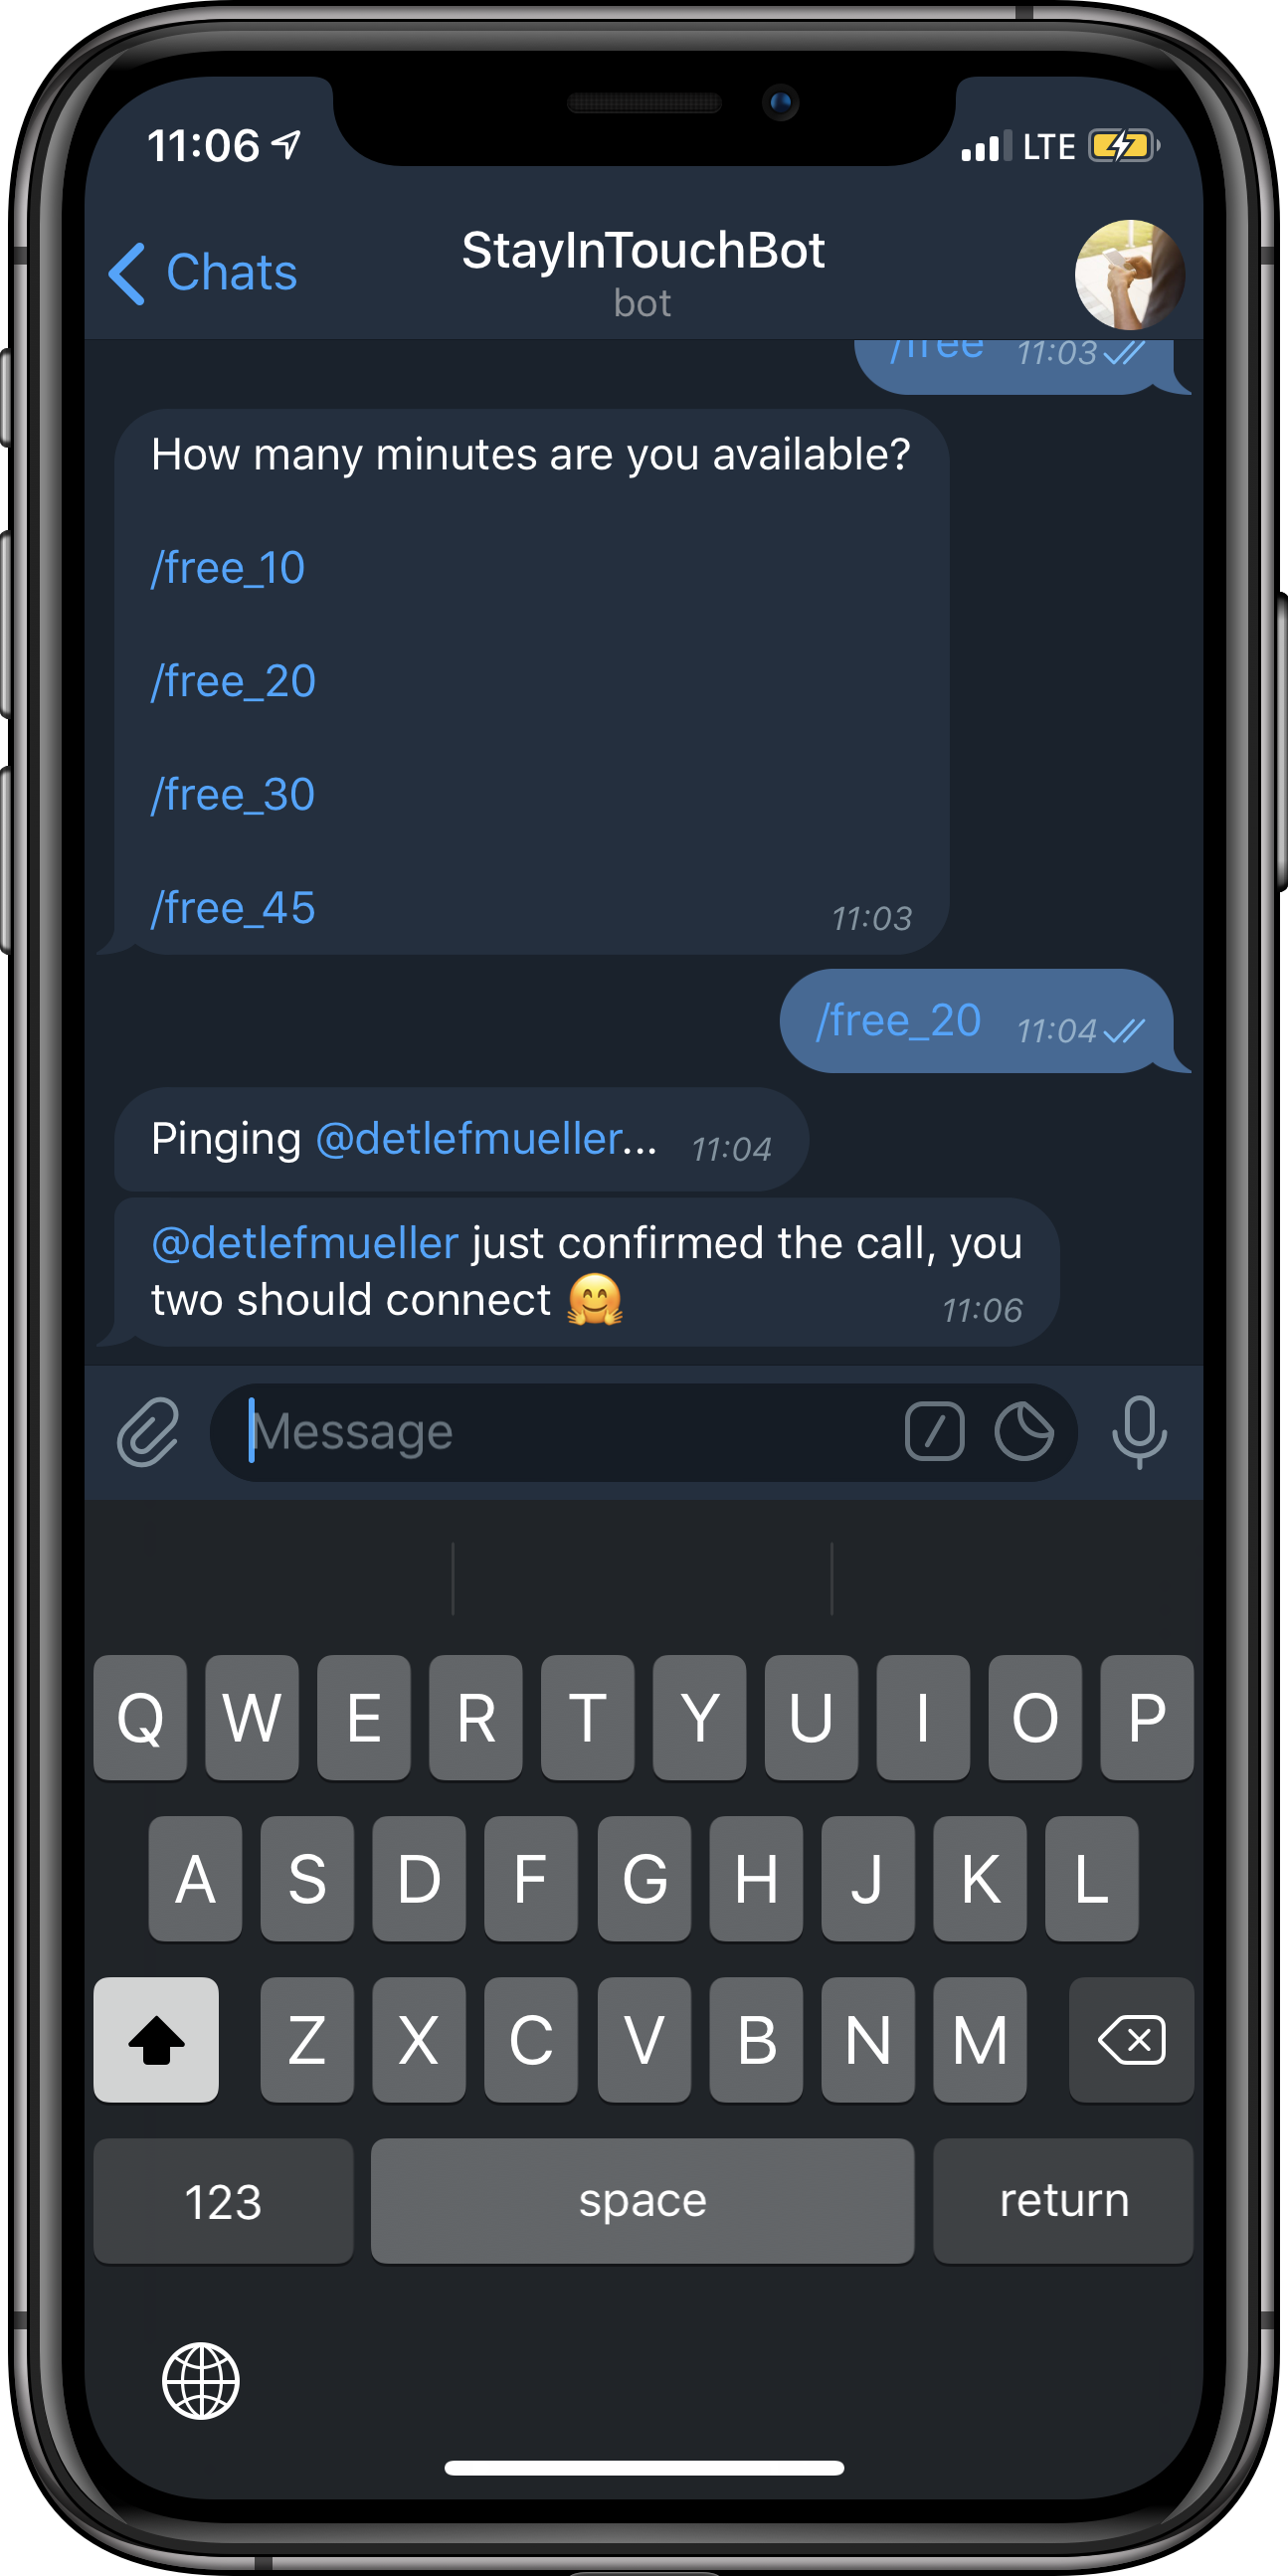 11:06 LTE
Chats
StayInTouchBot
bot
/free 11:03
How many minutes are you available?
/free_10
/free_20
/free_30
/free_45
11:03
/free_20 11:04
Pinging @detlefmueller... 11:04
@detlefmueller just confirmed the call, you
two should connect 🤗 11:06
Message
Q W E R T Y U I O P
A S D F G H J K L
Z X C V B N M
123 space return